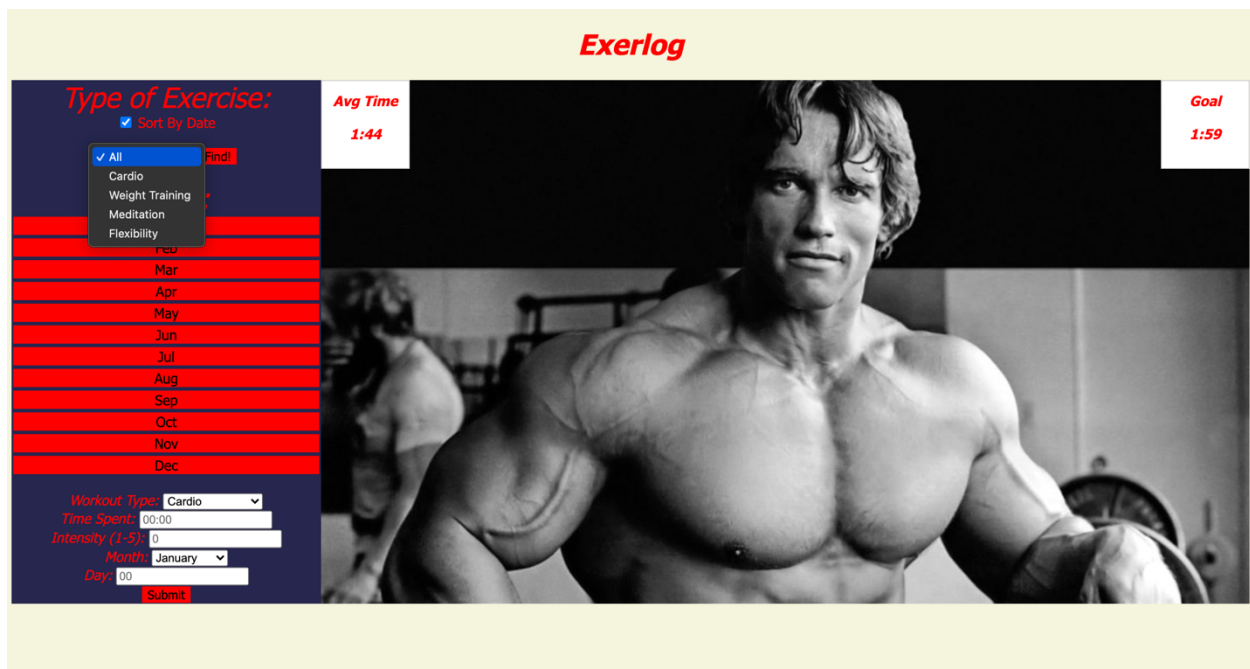 Exerlog
Type of Exercise:
Sort By Date
All
Cardio
Weight Training
Meditation
Flexibility
Find!
Feb
Mar
Apr
May
Jun
Jul
Aug
Sep
Oct
Nov
Dec
Workout Type: Cardio
Time Spent: 00:00
Intensity (1-5): 0
Month: January
Day: 00
Submit
Avg Time
1:44
Goal
1:59